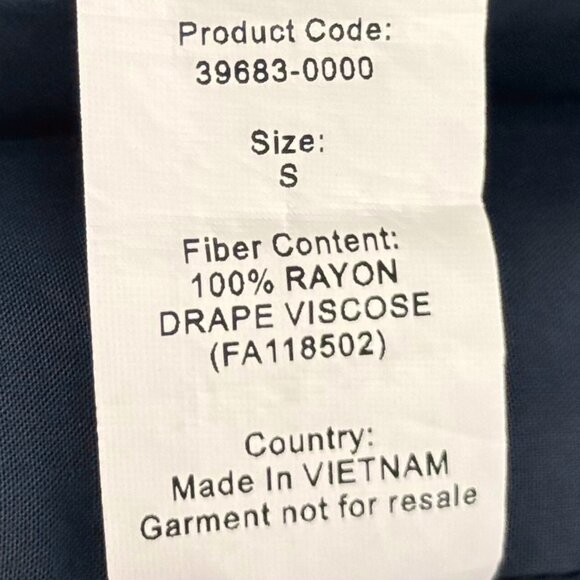 Product Code:
39683-0000
Size:
S
Fiber Content:
100% RAYON
DRAPE VISCOSE
(FA118502)
Country:
Made In VIETNAM
Garment not for resale